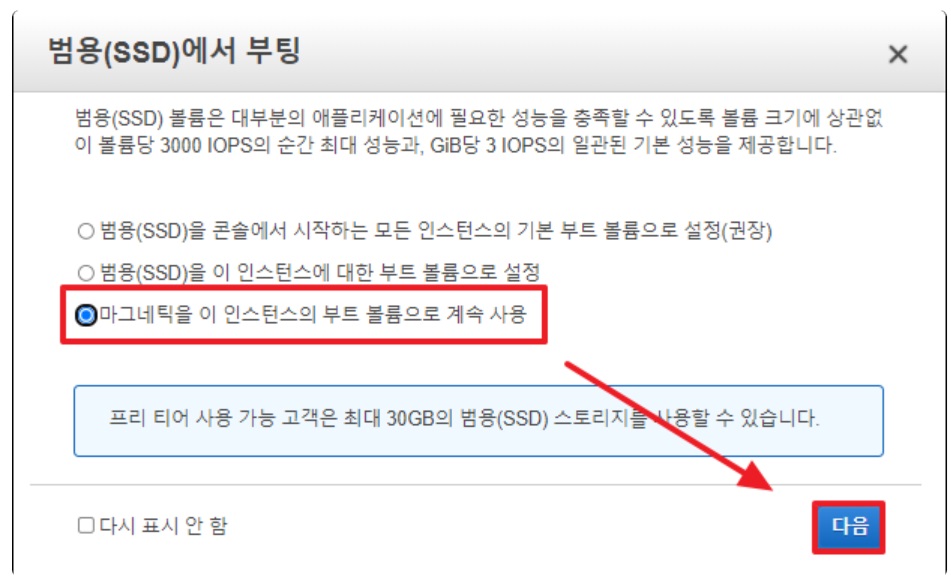 범용(SSD)에서 부팅
범용(SSD) 볼륨은 대부분의 애플리케이션에 필요한 성능을 충족할 수 있도록 볼륨 크기에 상관없
이 볼륨당 3000 IOPS의 순간 최대 성능과, GiB당 3 IOPS의 일관된 기본 성능을 제공합니다.
범용(SSD)을 콘솔에서 시작하는 모든 인스턴스의 기본 부트 볼륨으로 설정(권장)
범용(SSD)을 이 인스턴스에 대한 부트 볼륨으로 설정
마그네틱을 이 인스턴스의 부트 볼륨으로 계속 사용
프리 티어 사용 가능 고객은 최대 30GB의 범용(SSD) 스토리지를 사용할 수 있습니다.
다시 표시 안 함
다음